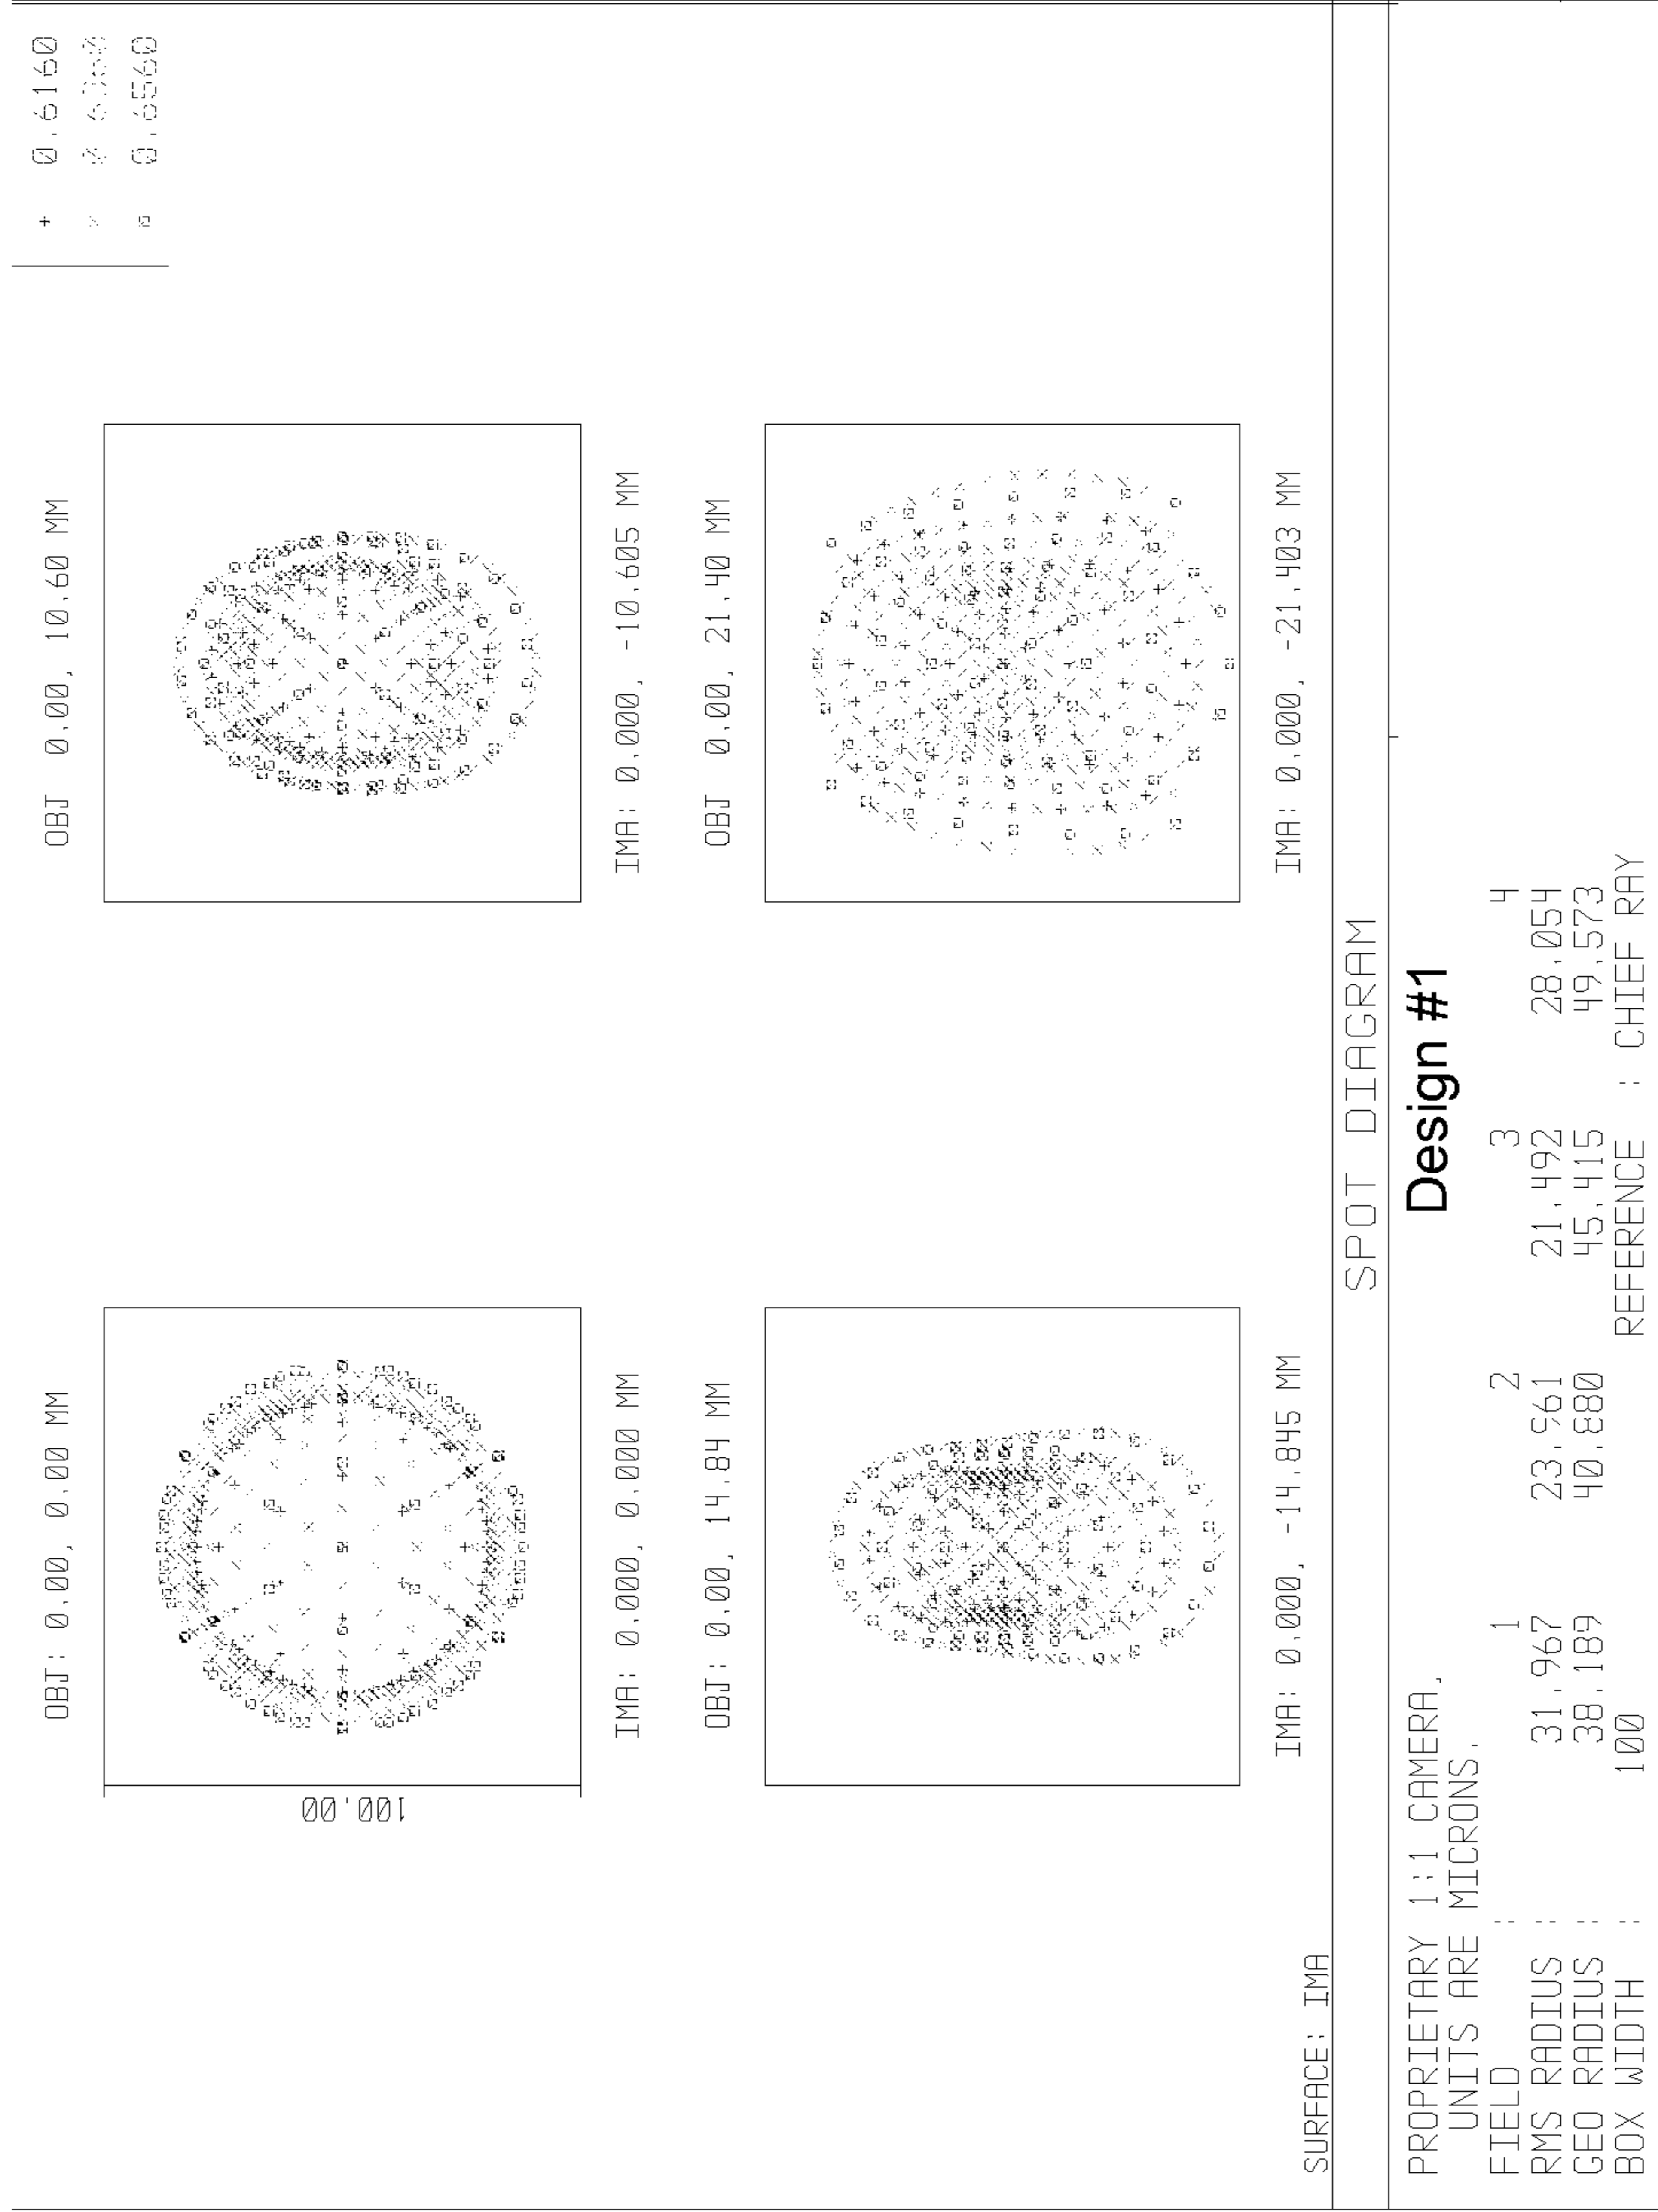 + 0.6160
× 0.6360
¤ 0.6560
OBJ: 0.00, 0.00 MM
OBJ 0.00, 10.60 MM
100.00
IMA: 0.000, 0.000 MM
IMA: 0.000, -10.605 MM
OBJ: 0.00, 14.84 MM
OBJ 0.00, 21.40 MM
IMA: 0.000, -14.845 MM
IMA: 0.000, -21.403 MM
SURFACE: IMA
SPOT DIAGRAM
PROPRIETARY 1:1 CAMERA.
Design #1
UNITS ARE MICRONS.
FIELD : 1 2 3 4
RMS RADIUS : 31.967 23.961 21.492 28.054
GEO RADIUS : 38.189 40.880 45.415 49.573
BOX WIDTH : 100 REFERENCE : CHIEF RAY